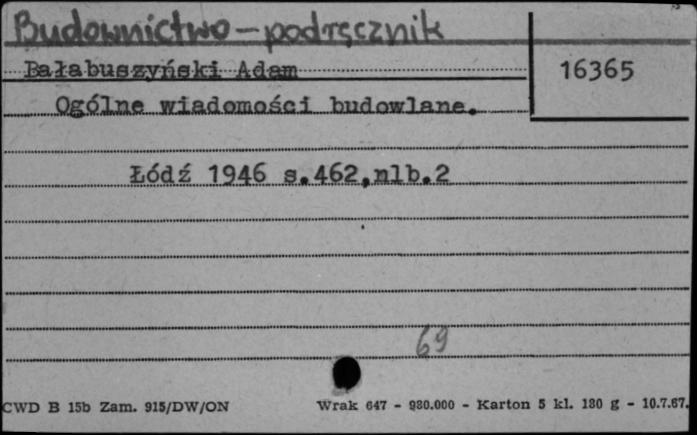 Budownictwo - podręcznik
Bałabuszyński Adam
16365
Ogólne wiadomości budowlane.
Łódź 1946 s.462,nlb.2
69
CWD B 15b Zam. 915/DW/ON
Wrak 647 - 980.000 - Karton 5 kl. 180 g - 10.7.67.